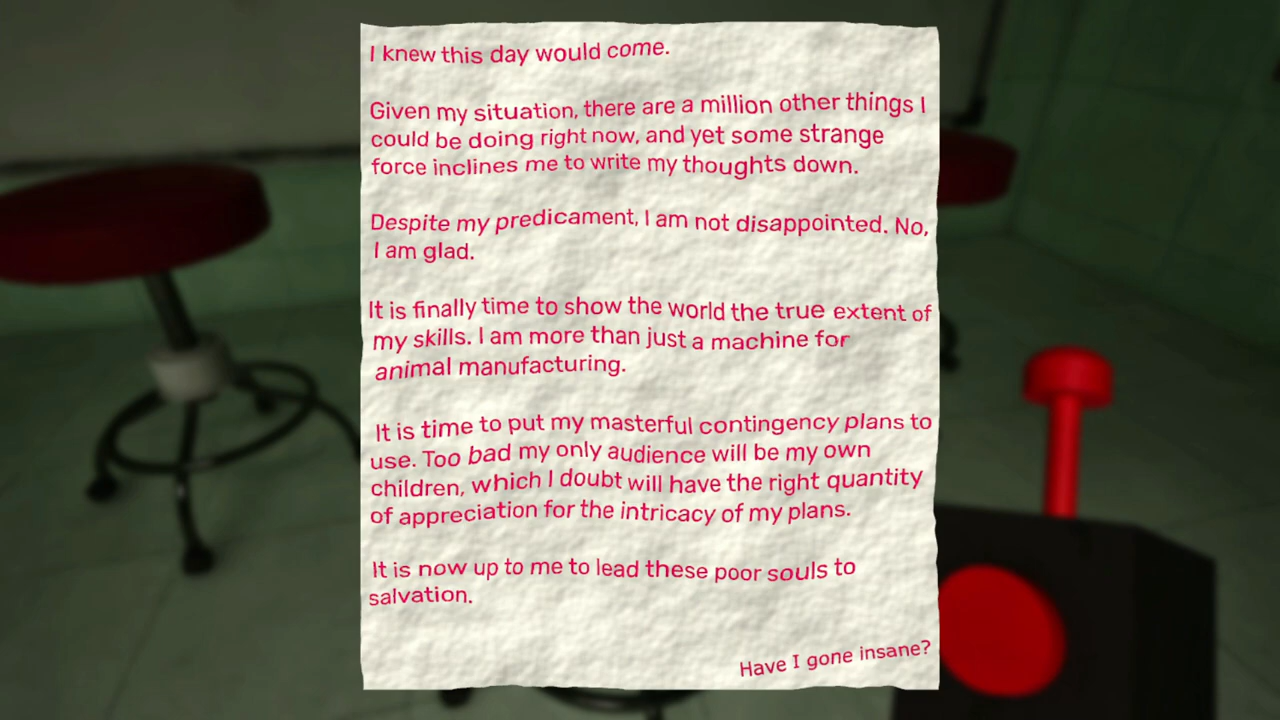 I knew this day would come.
Given my situation, there are a million other things I
could be doing right now, and yet some strange
force inclines me to write my thoughts down.
Despite my predicament, I am not disappointed. No,
I am glad.
It is finally time to show the world the true extent of
my skills. I am more than just a machine for
animal manufacturing.
It is time to put my masterful contingency plans to
use. Too bad my only audience will be my own
children, which I doubt will have the right quantity
of appreciation for the intricacy of my plans.
It is now up to me to lead these poor souls to
salvation.
Have I gone insane?